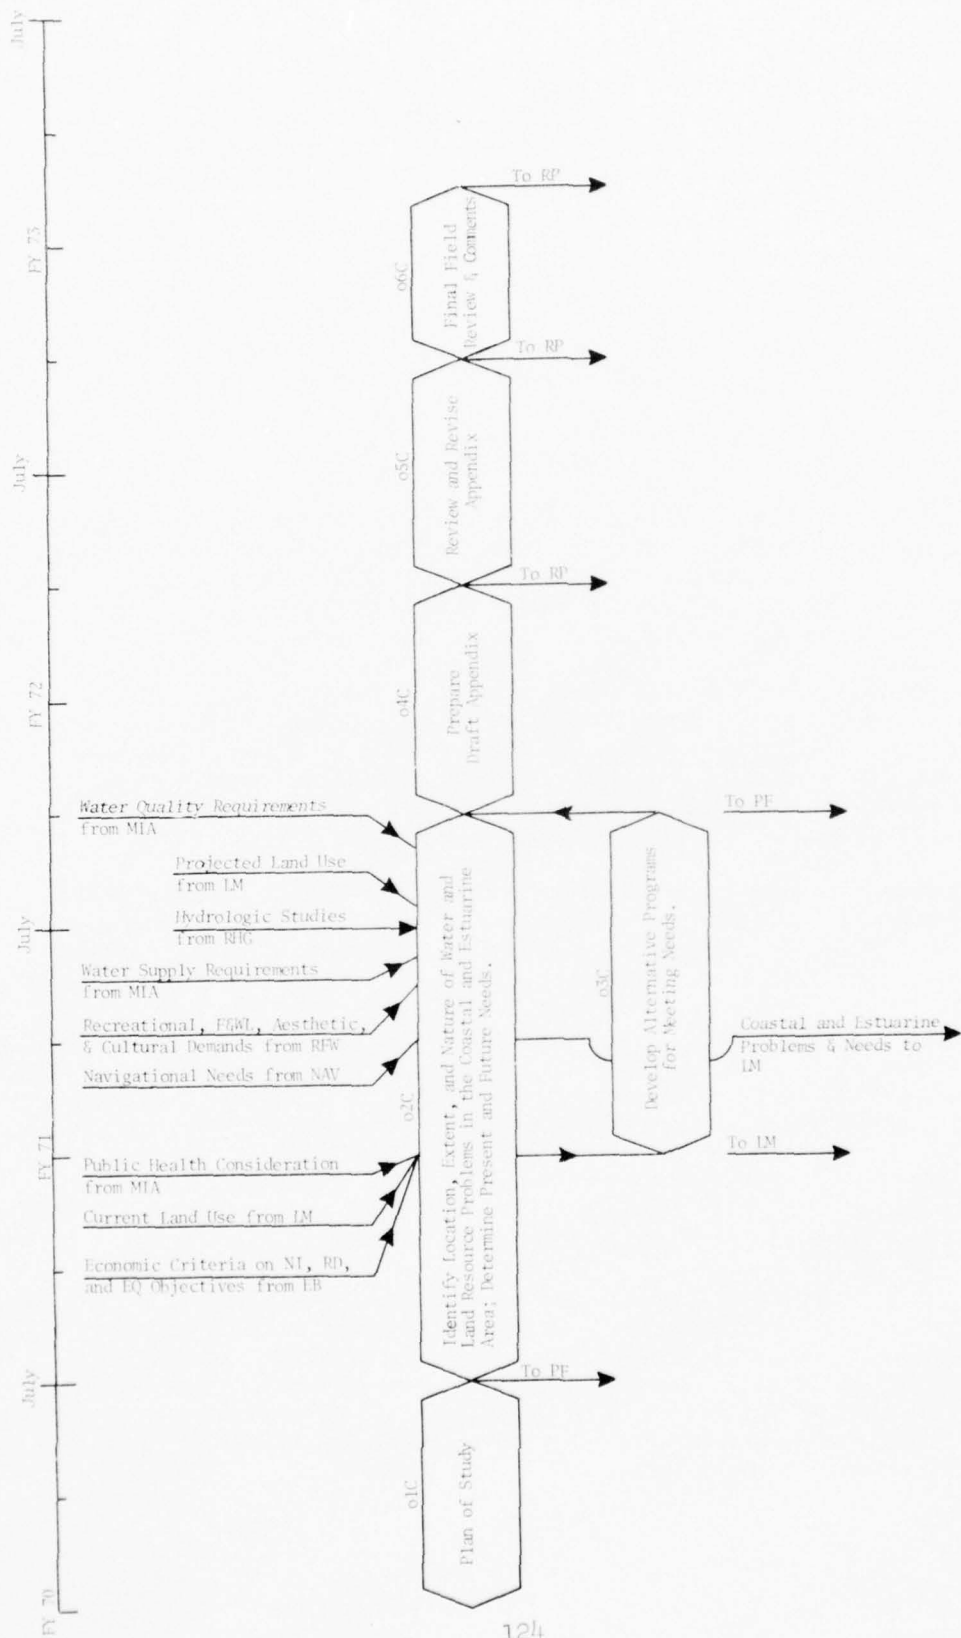 July
To RP
FY 73
o6C
Final Field
Review & Comments
To RP
July
o5C
Review and Revise
Appendix
To RP
FY 72
o4C
Prepare
Draft Appendix
Water Quality Requirements
from MIA
To PF
Projected Land Use
from LM
Hydrologic Studies
from RHG
July
Water Supply Requirements
from MIA
Recreational, F&WL, Aesthetic,
& Cultural Demands from RFW
Navigational Needs from NAV
o2C
Identify Location, Extent, and Nature of Water and
Land Resource Problems in the Coastal and Estuarine
Area; Determine Present and Future Needs.
o3C
Develop Alternative Programs
for Meeting Needs.
Coastal and Estuarine
Problems & Needs to
LM
To LM
FY 71
Public Health Consideration
from MIA
Current Land Use from LM
Economic Criteria on NI, RD,
and EQ Objectives from EB
July
To PF
o1C
Plan of Study
FY 70
124